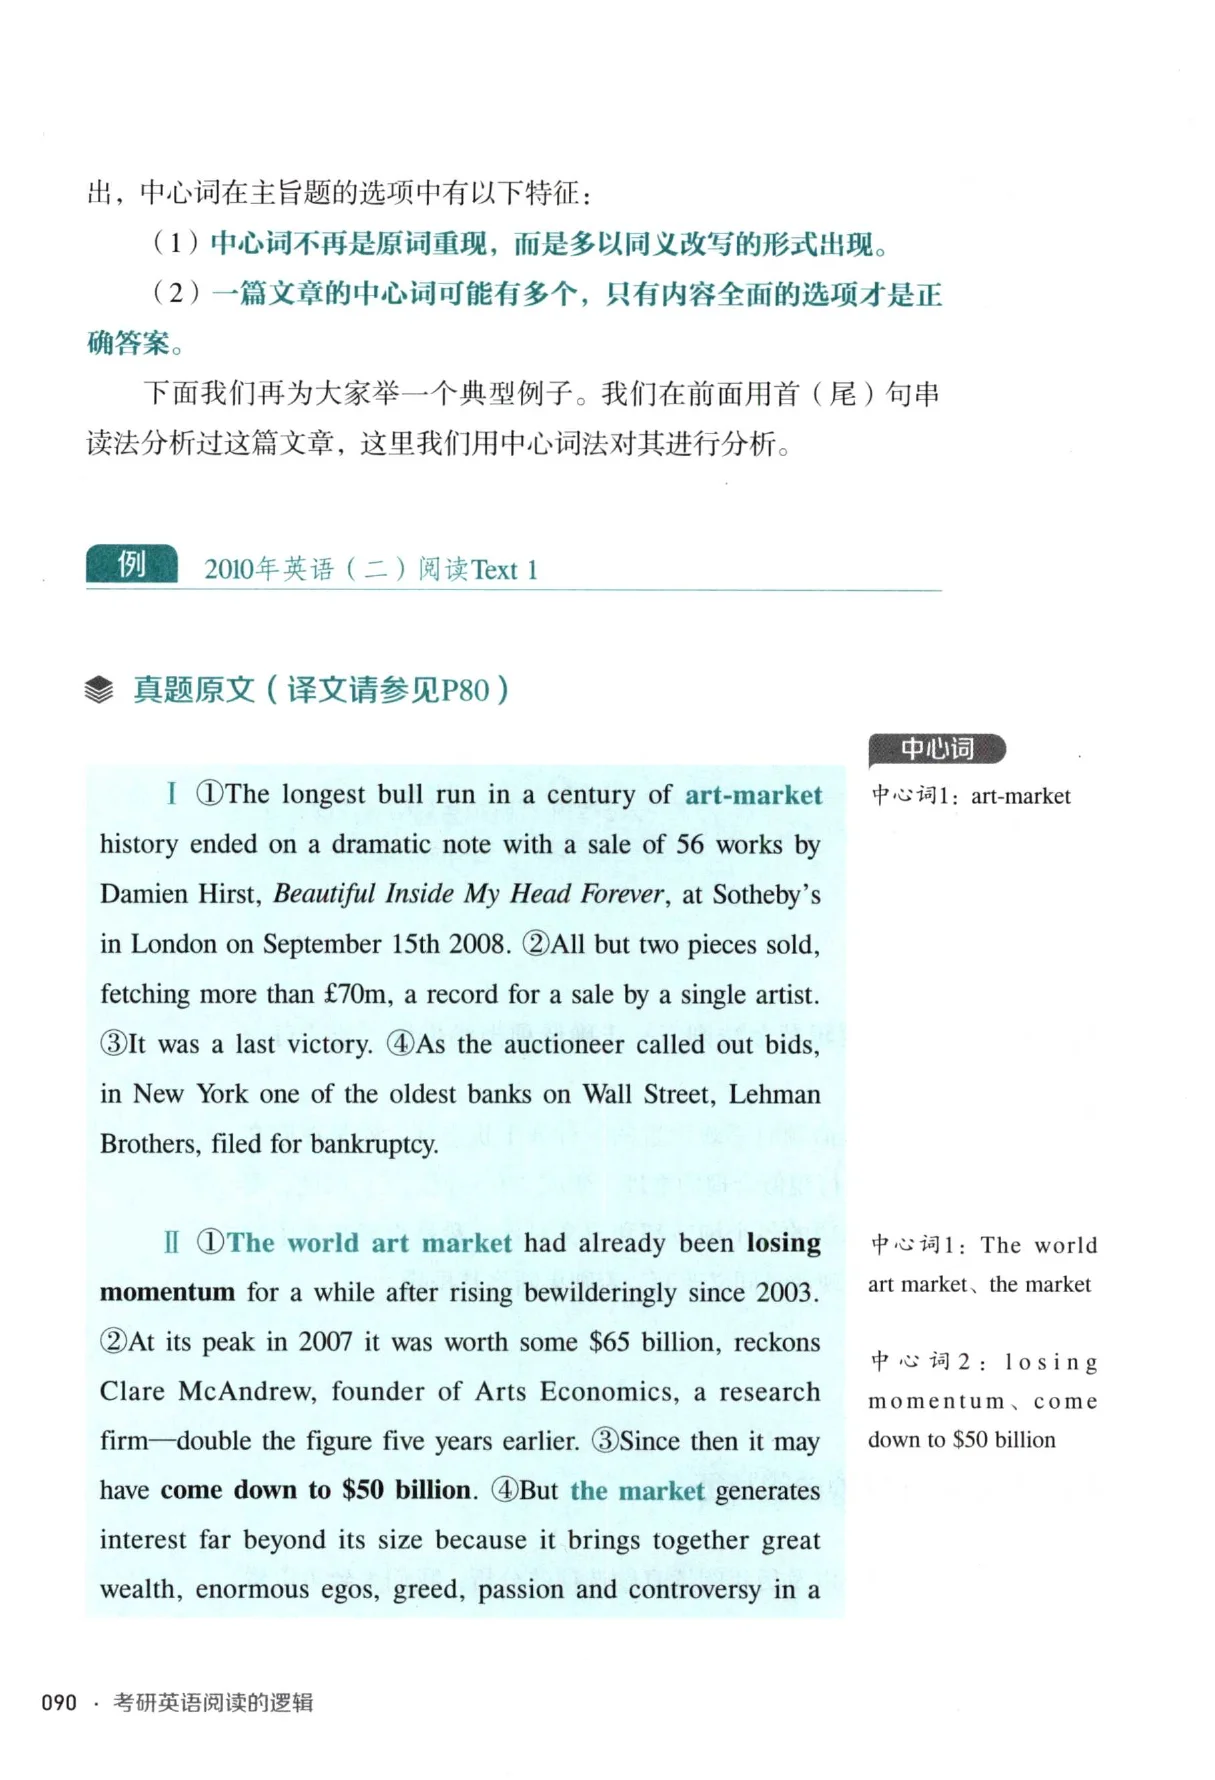 出，中心词在主旨题的选项中有以下特征：
（1）中心词不再是原词重现，而是多以同义改写的形式出现。
（2）一篇文章的中心词可能有多个，只有内容全面的选项才是正
确答案。
下面我们再为大家举一个典型例子。我们在前面用首（尾）句串
读法分析过这篇文章，这里我们用中心词法对其进行分析。
例 2010年英语（二）阅读Text 1
真题原文（译文请参见P80）
中心词
Ⅰ ①The longest bull run in a century of art-market
中心词1：art-market
history ended on a dramatic note with a sale of 56 works by
Damien Hirst, Beautiful Inside My Head Forever, at Sotheby's
in London on September 15th 2008. ②All but two pieces sold,
fetching more than £70m, a record for a sale by a single artist.
③It was a last victory. ④As the auctioneer called out bids,
in New York one of the oldest banks on Wall Street, Lehman
Brothers, filed for bankruptcy.
Ⅱ ①The world art market had already been losing
momentum for a while after rising bewilderingly since 2003.
②At its peak in 2007 it was worth some $65 billion, reckons
Clare McAndrew, founder of Arts Economics, a research
firm—double the figure five years earlier. ③Since then it may
have come down to $50 billion. ④But the market generates
interest far beyond its size because it brings together great
wealth, enormous egos, greed, passion and controversy in a
中心词1：The world
art market、the market
中心词2：losing
momentum、come
down to $50 billion
090 · 考研英语阅读的逻辑